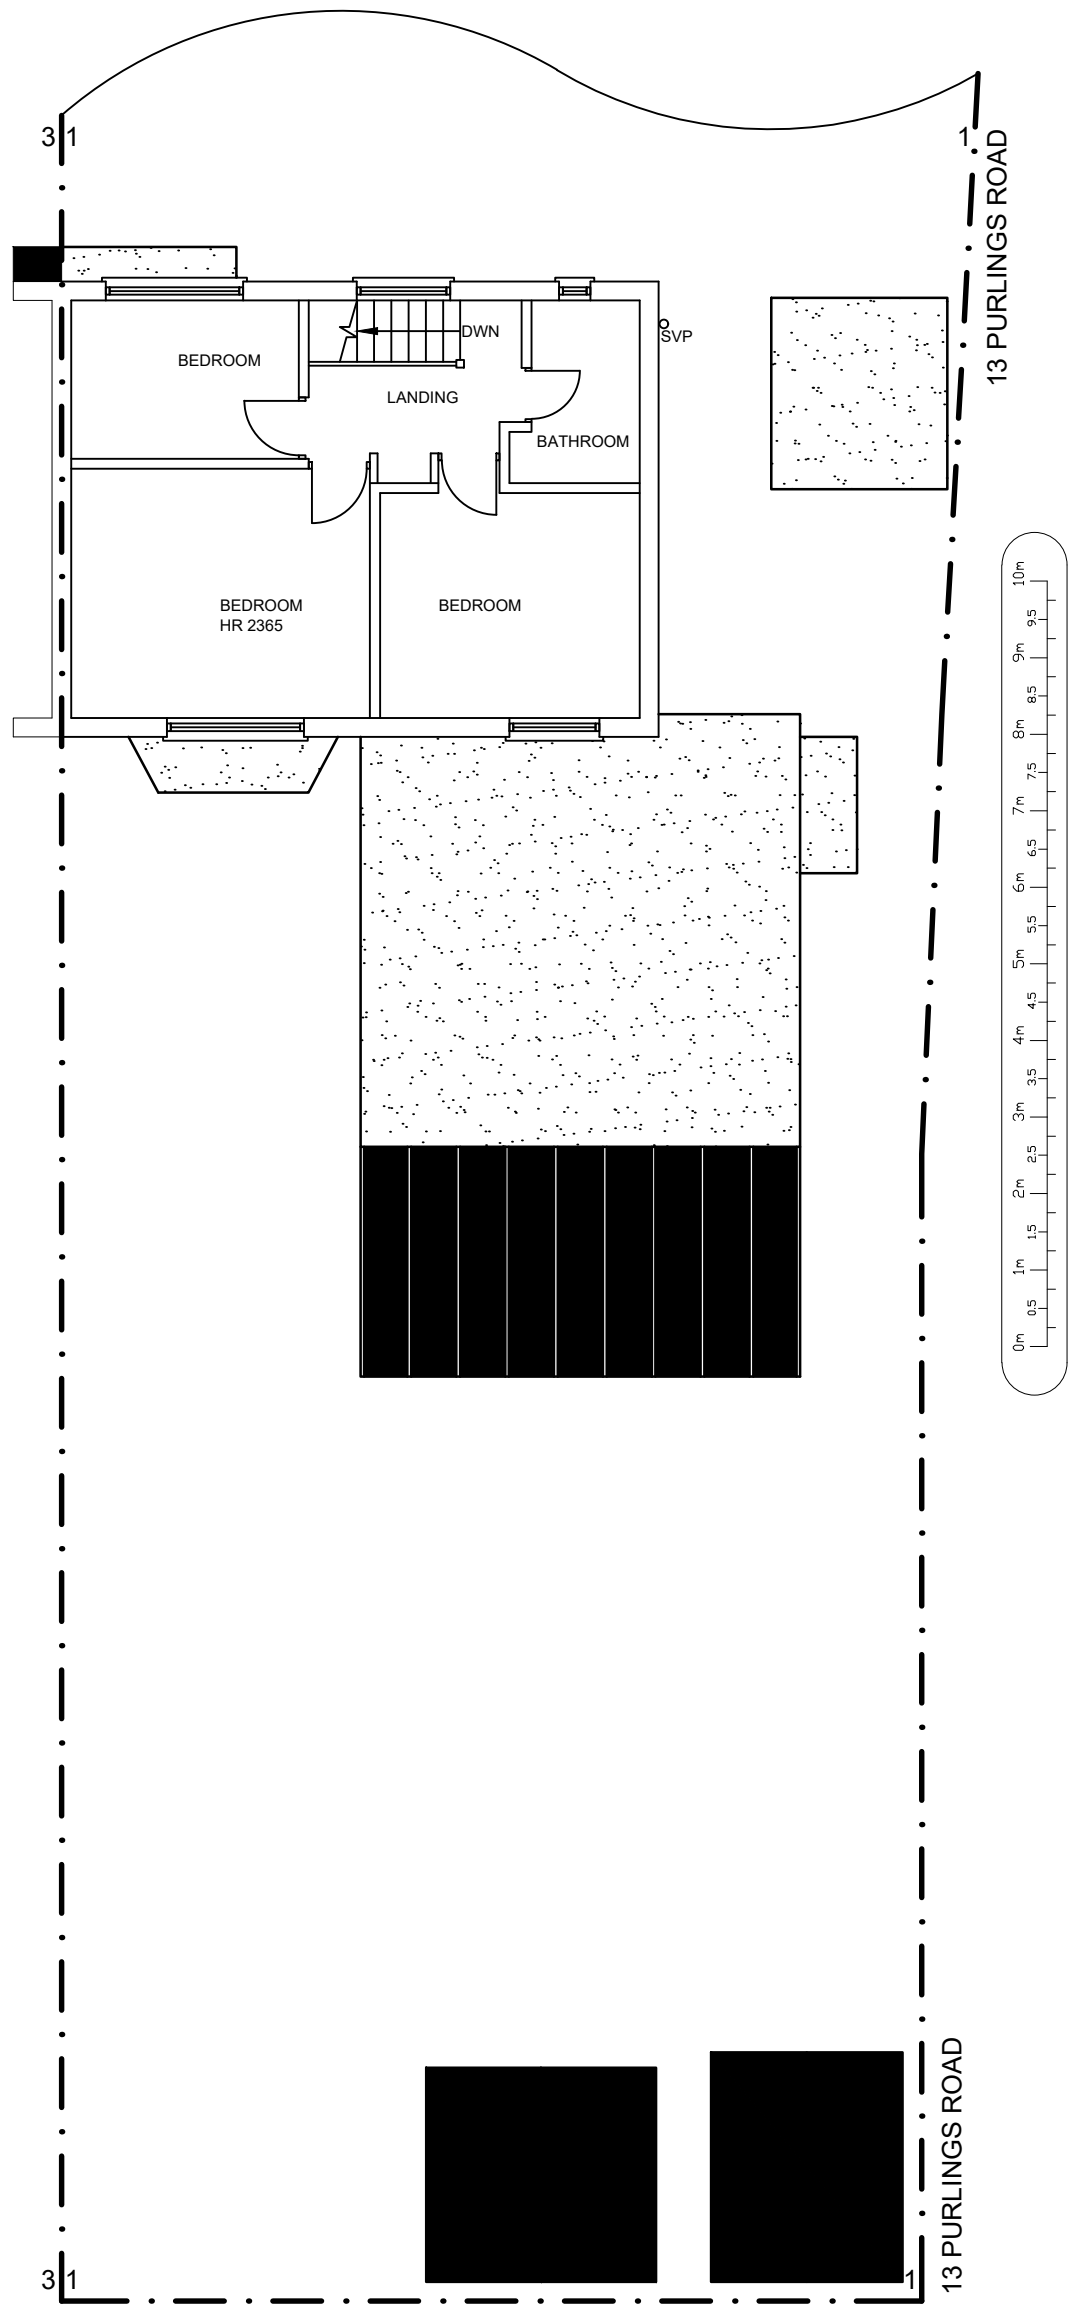 3 1
1
13 PURLINGS ROAD
DWN
SVP
BEDROOM
LANDING
BATHROOM
BEDROOM
HR 2365
BEDROOM
10m
9.5
9m
8.5
8m
7.5
7m
6.5
6m
5.5
5m
4.5
4m
3.5
3m
2.5
2m
1.5
1m
0.5
0m
13 PURLINGS ROAD
3 1
1